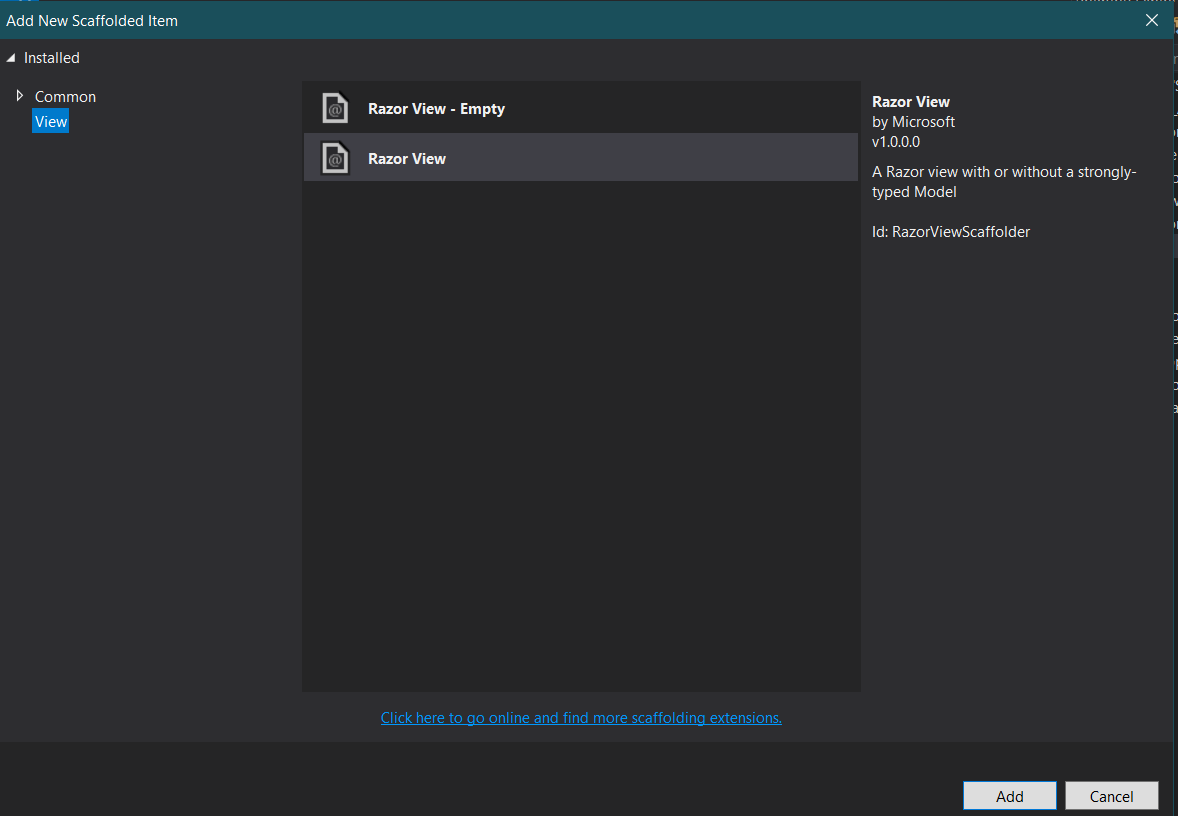 Add New Scaffolded Item
Installed
Common
View
Razor View - Empty
Razor View
Razor View
by Microsoft
v1.0.0.0
A Razor view with or without a strongly-
typed Model
Id: RazorViewScaffolder
Click here to go online and find more scaffolding extensions.
Add
Cancel